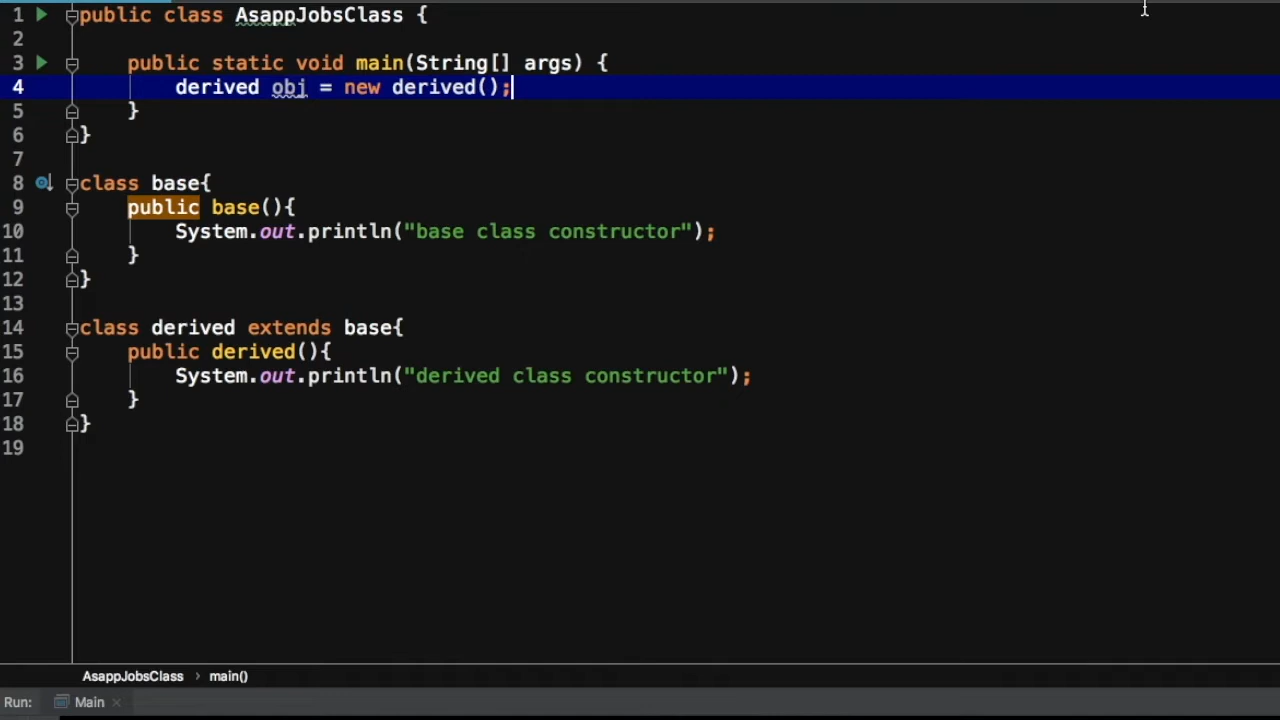 1 public class AsappJobsClass {
2
3 public static void main(String[] args) {
4 derived obj = new derived();
5 }
6 }
7
8 class base{
9 public base(){
10 System.out.println("base class constructor");
11 }
12 }
13
14 class derived extends base{
15 public derived(){
16 System.out.println("derived class constructor");
17 }
18 }
19
AsappJobsClass › main()
Run: Main ×